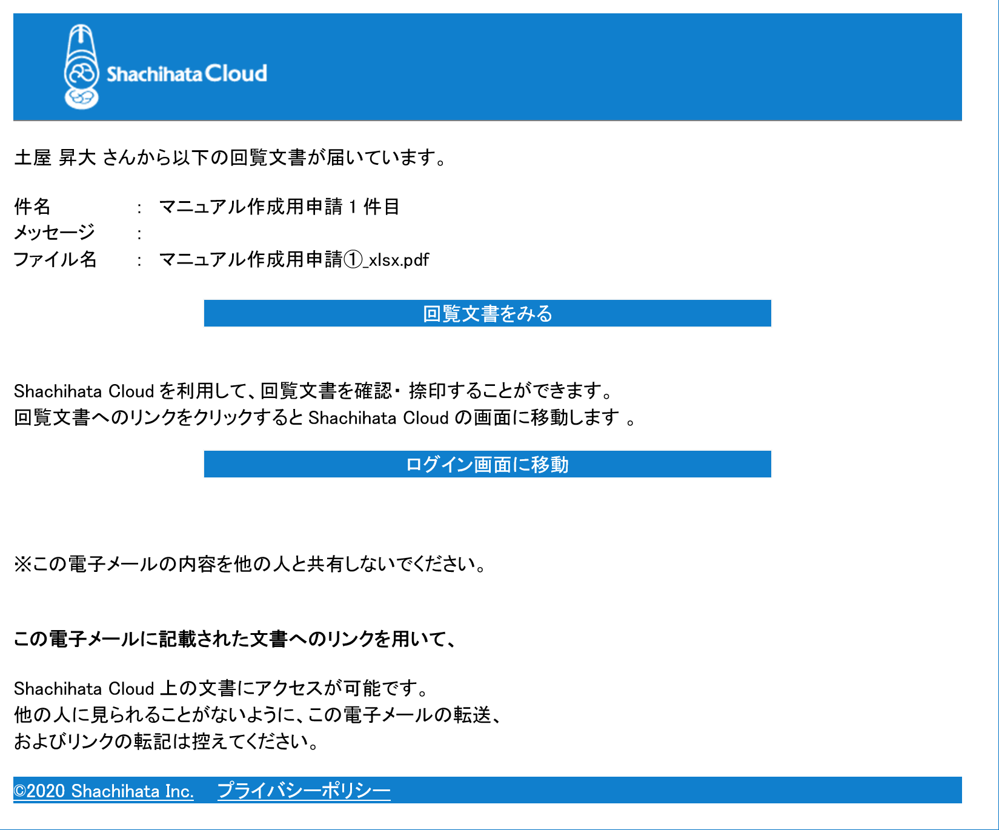 Shachihata Cloud
土屋 昇大 さんから以下の回覧文書が届いています。
件名 : マニュアル作成用申請 1 件目
メッセージ :
ファイル名 : マニュアル作成用申請①_xlsx.pdf
回覧文書をみる
Shachihata Cloud を利用して、回覧文書を確認・ 捺印することができます。
回覧文書へのリンクをクリックすると Shachihata Cloud の画面に移動します 。
ログイン画面に移動
※この電子メールの内容を他の人と共有しないでください。
この電子メールに記載された文書へのリンクを用いて、
Shachihata Cloud 上の文書にアクセスが可能です。
他の人に見られることがないように、この電子メールの転送、
およびリンクの転記は控えてください。
©2020 Shachihata Inc. プライバシーポリシー